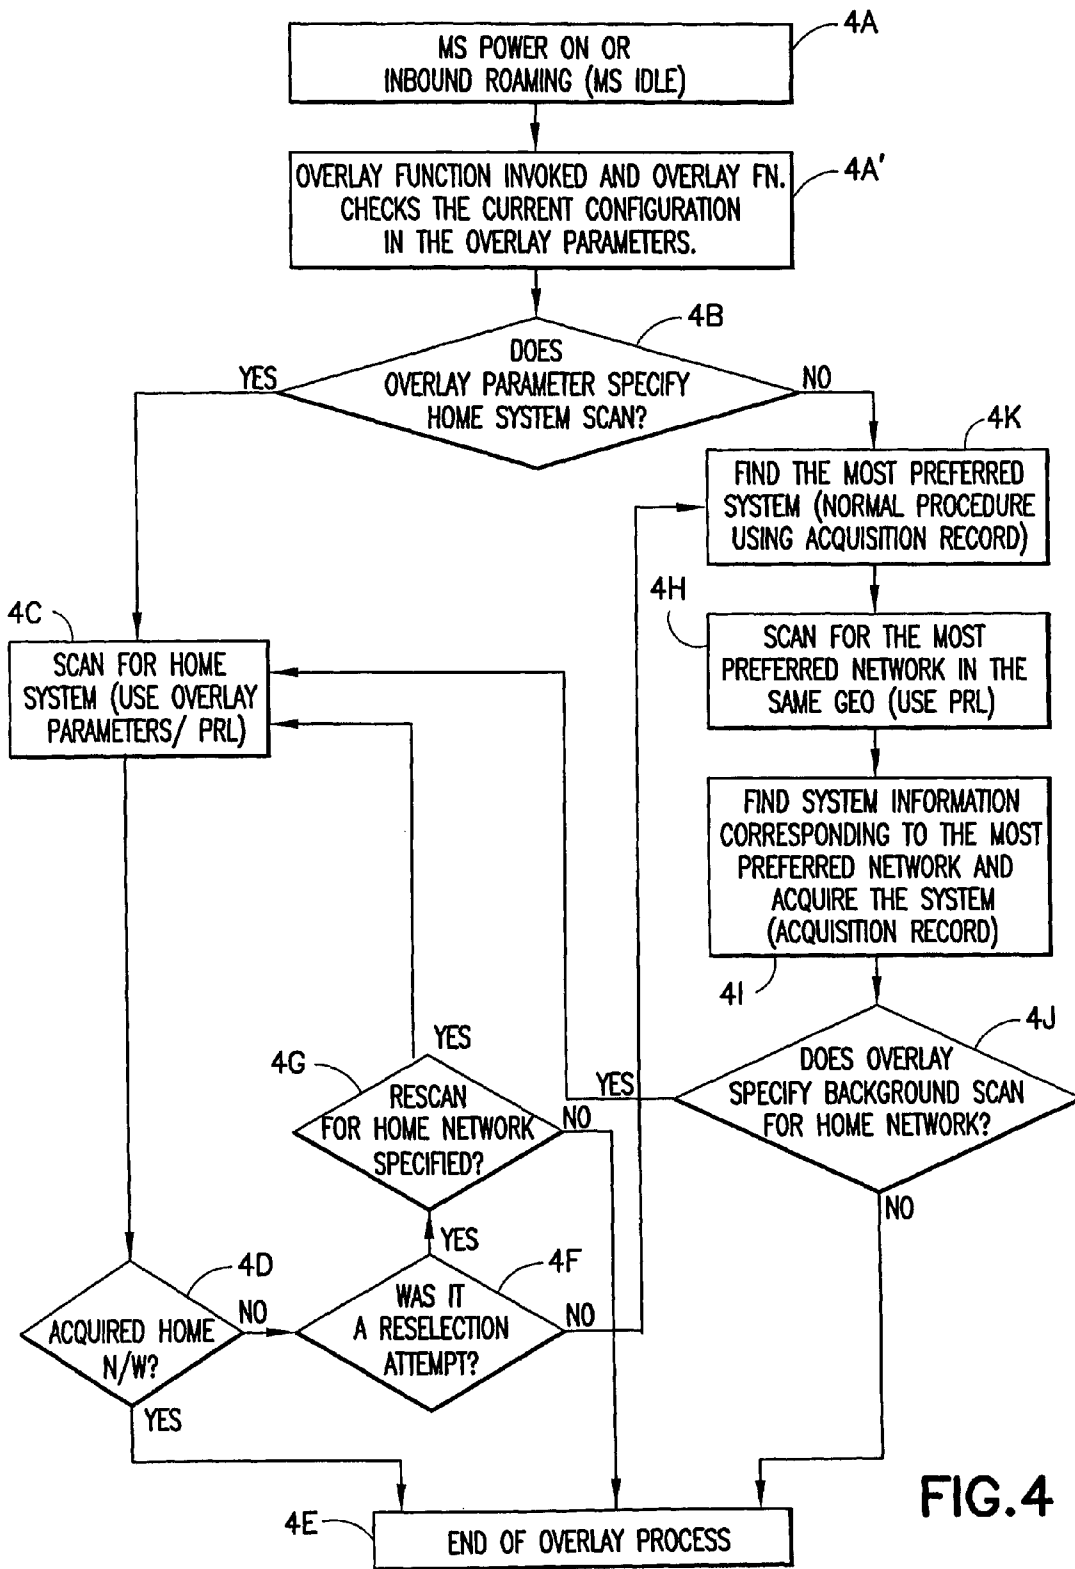 4A
MS POWER ON OR
INBOUND ROAMING (MS IDLE)
4A'
OVERLAY FUNCTION INVOKED AND OVERLAY FN.
CHECKS THE CURRENT CONFIGURATION
IN THE OVERLAY PARAMETERS.
4B
DOES
OVERLAY PARAMETER SPECIFY
HOME SYSTEM SCAN?
YES
NO
4K
FIND THE MOST PREFERRED
SYSTEM (NORMAL PROCEDURE
USING ACQUISITION RECORD)
4C
SCAN FOR HOME
SYSTEM (USE OVERLAY
PARAMETERS/ PRL)
4H
SCAN FOR THE MOST
PREFERRED NETWORK IN THE
SAME GEO (USE PRL)
FIND SYSTEM INFORMATION
CORRESPONDING TO THE MOST
PREFERRED NETWORK AND
ACQUIRE THE SYSTEM
(ACQUISITION RECORD)
4I
4J
DOES OVERLAY
SPECIFY BACKGROUND SCAN
FOR HOME NETWORK?
YES
NO
4G
YES
RESCAN
FOR HOME NETWORK
SPECIFIED?
NO
YES
4D
ACQUIRED HOME
N/W?
NO
YES
4F
WAS IT
A RESELECTION
ATTEMPT?
NO
4E
END OF OVERLAY PROCESS
FIG.4